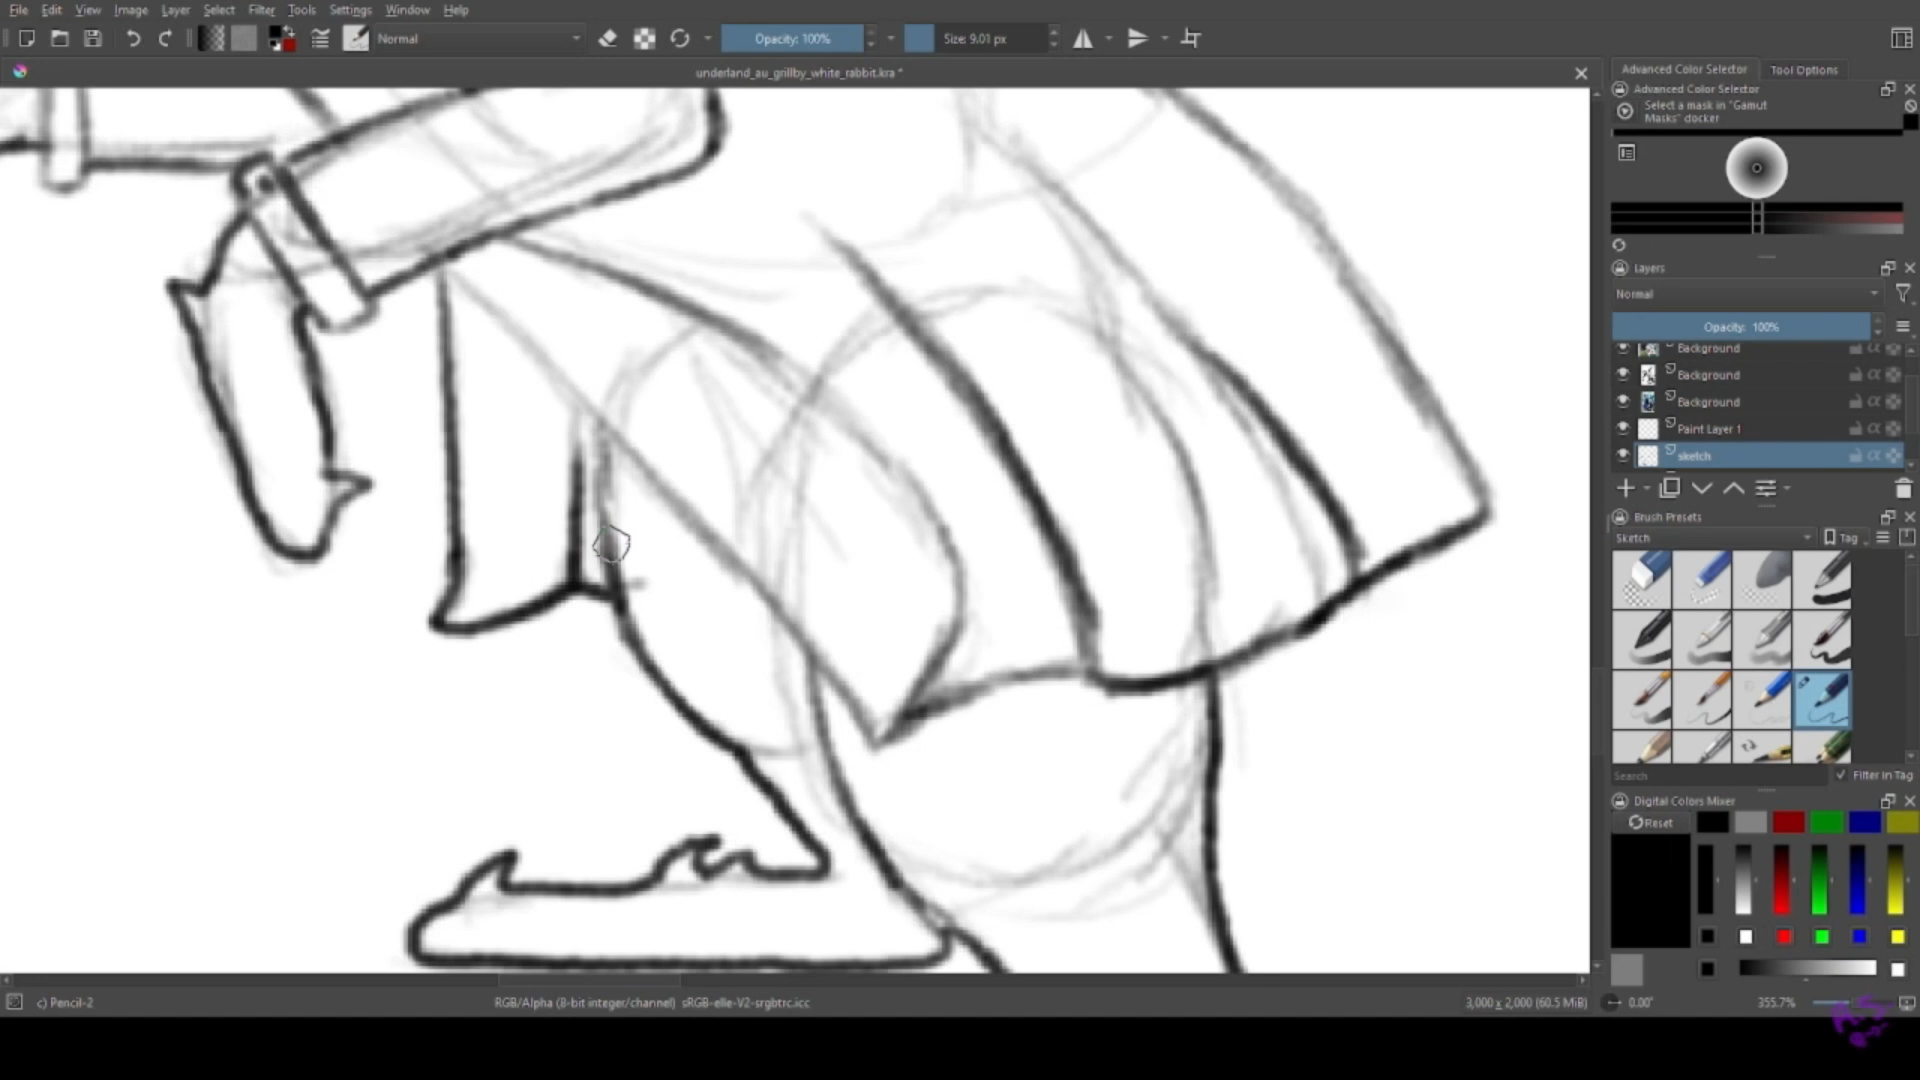 File Edit View Image Layer Select Filter Tools Settings Window Help
Normal Opacity: 100% Size: 9.01 px
underland_au_grillby_white_rabbit.kra *
Advanced Color Selector Tool Options
Advanced Color Selector
Select a mask in "Gamut
Masks" docker
Layers
Normal
Opacity: 100%
Background
Background
Background
Paint Layer 1
sketch
Brush Presets
Sketch Tag
Search Filter in Tag
Digital Colors Mixer
Reset
c) Pencil-2 RGB/Alpha (8-bit integer/channel) sRGB-elle-V2-srgbtrc.icc 3,000 x 2,000 (60.5 MiB) 0.00° 355.7%